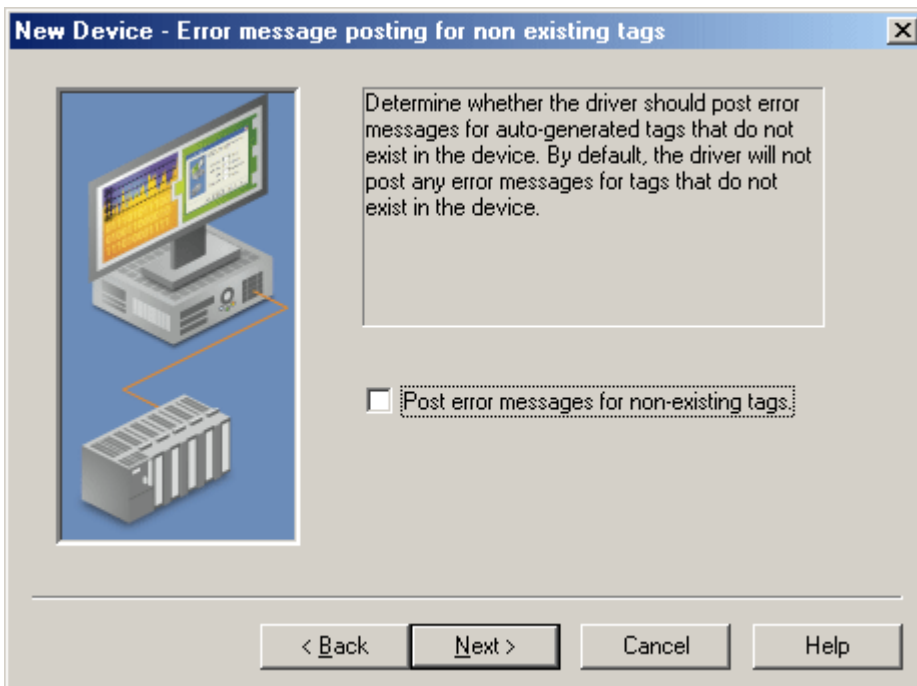 New Device - Error message posting for non existing tags
Determine whether the driver should post error
messages for auto-generated tags that do not
exist in the device. By default, the driver will not
post any error messages for tags that do not
exist in the device.
Post error messages for non-existing tags.
< Back
Next >
Cancel
Help